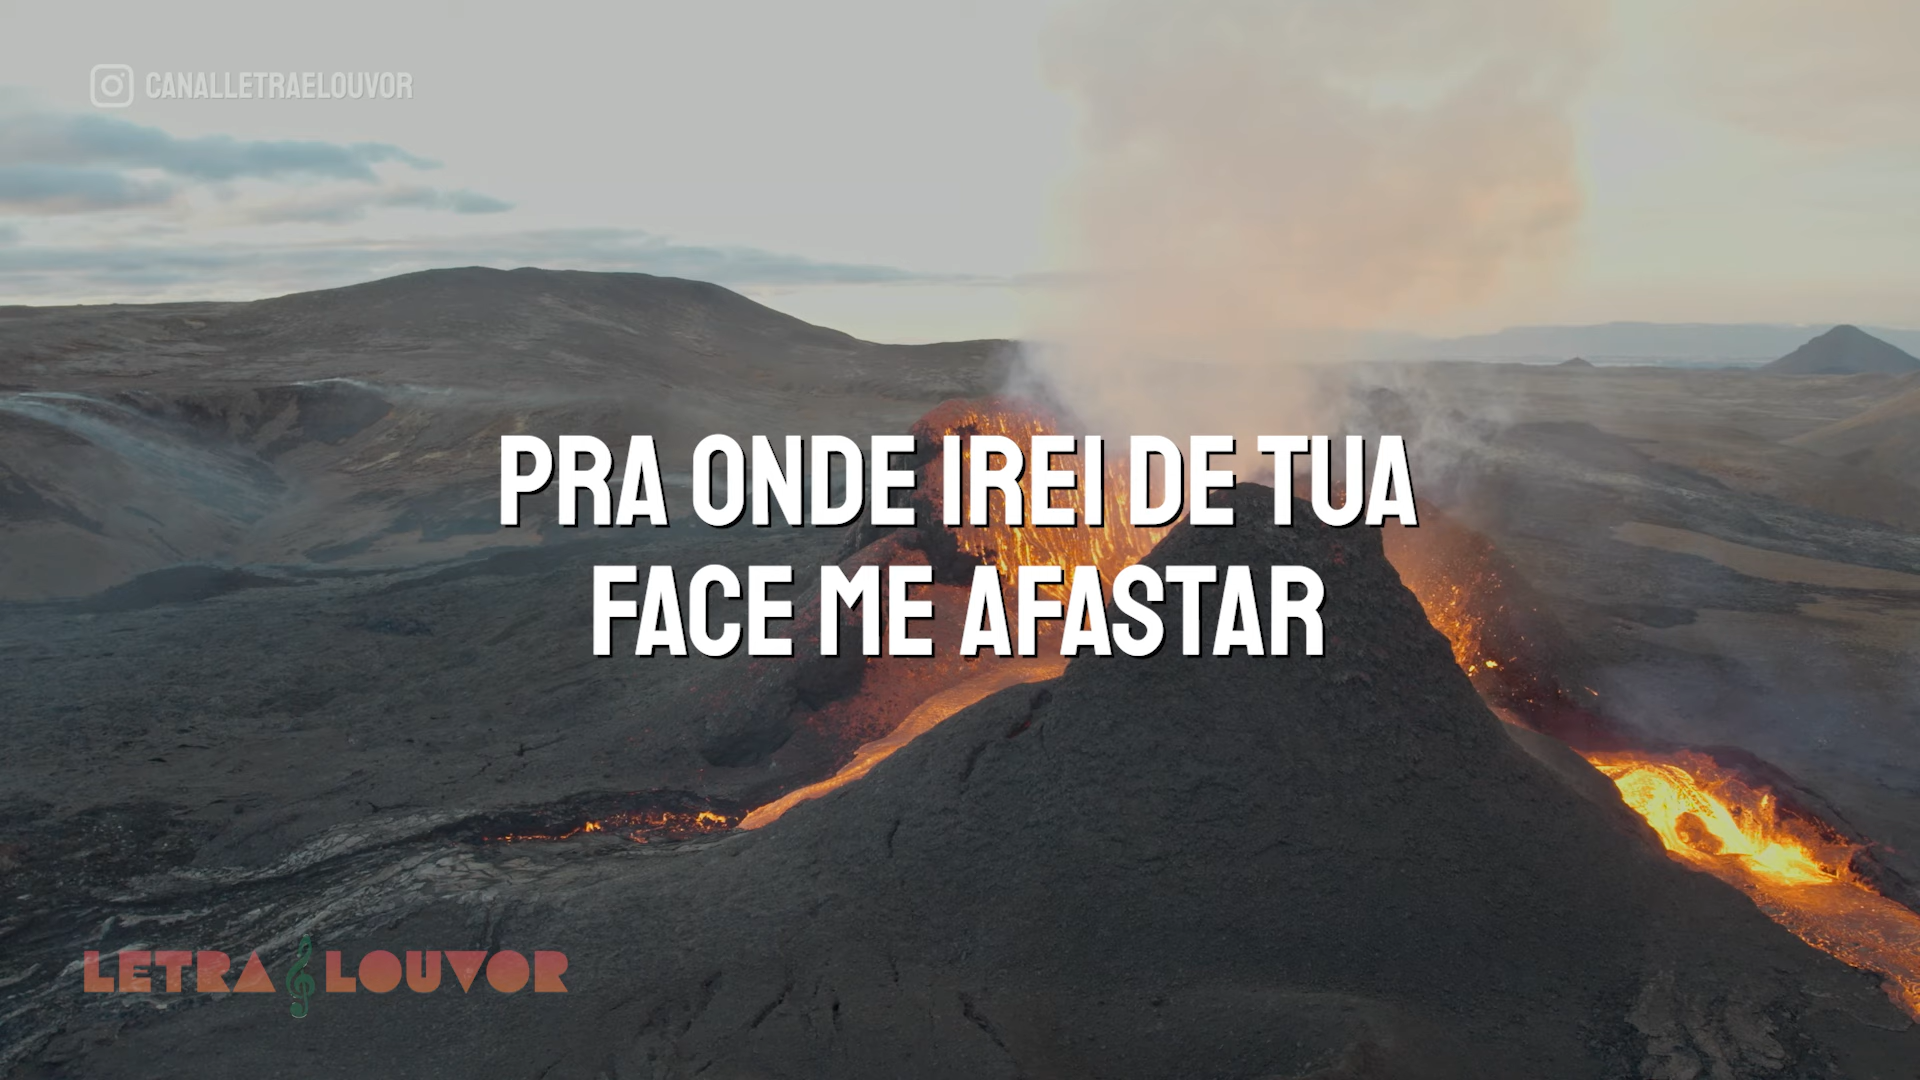 CANALLETRAELOUVOR
PRA ONDE IREI DE TUA
FACE ME AFASTAR
LETRA LOUVOR